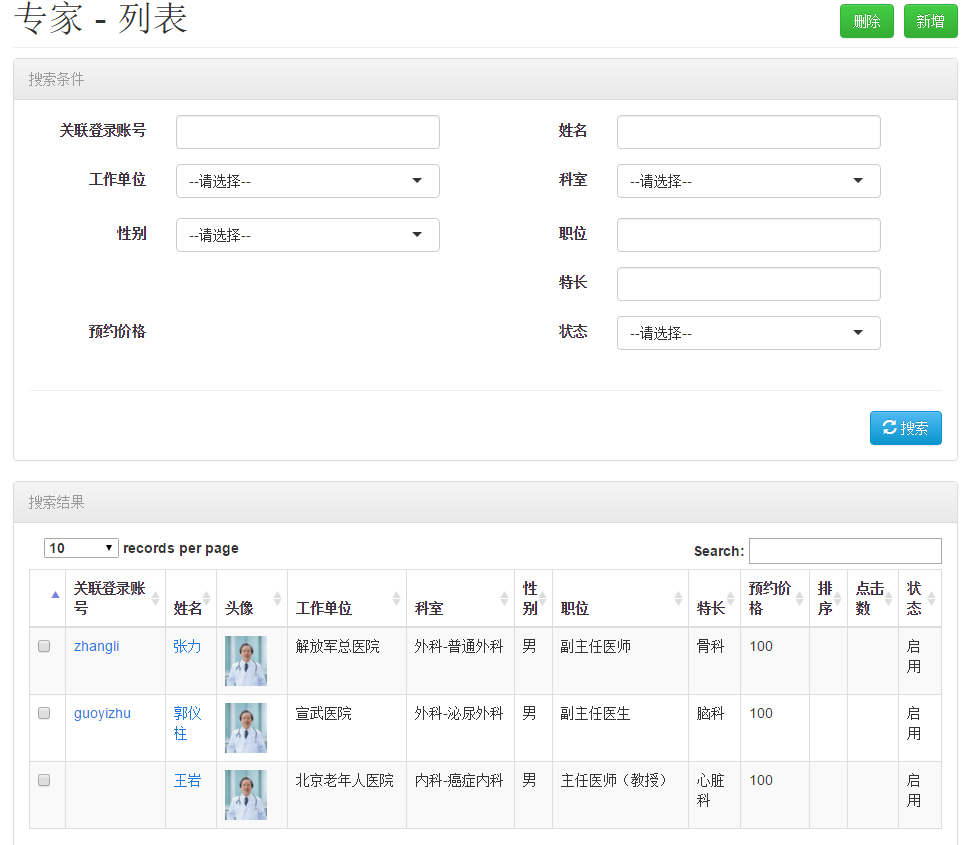 专家 - 列表
删除 新增
搜索条件
关联登录账号 姓名
工作单位 --请选择-- 科室 --请选择--
性别 --请选择-- 职位
特长
预约价格 状态 --请选择--
搜索
搜索结果
10 records per page Search:
关联登录账号 姓名 头像 工作单位 科室 性别 职位 特长 预约价格 排序 点击数 状态
zhangli 张力 解放军总医院 外科-普通外科 男 副主任医师 骨科 100 启用
guoyizhu 郭仪柱 宣武医院 外科-泌尿外科 男 副主任医生 脑科 100 启用
王岩 北京老年人医院 内科-癌症内科 男 主任医师（教授） 心脏科 100 启用